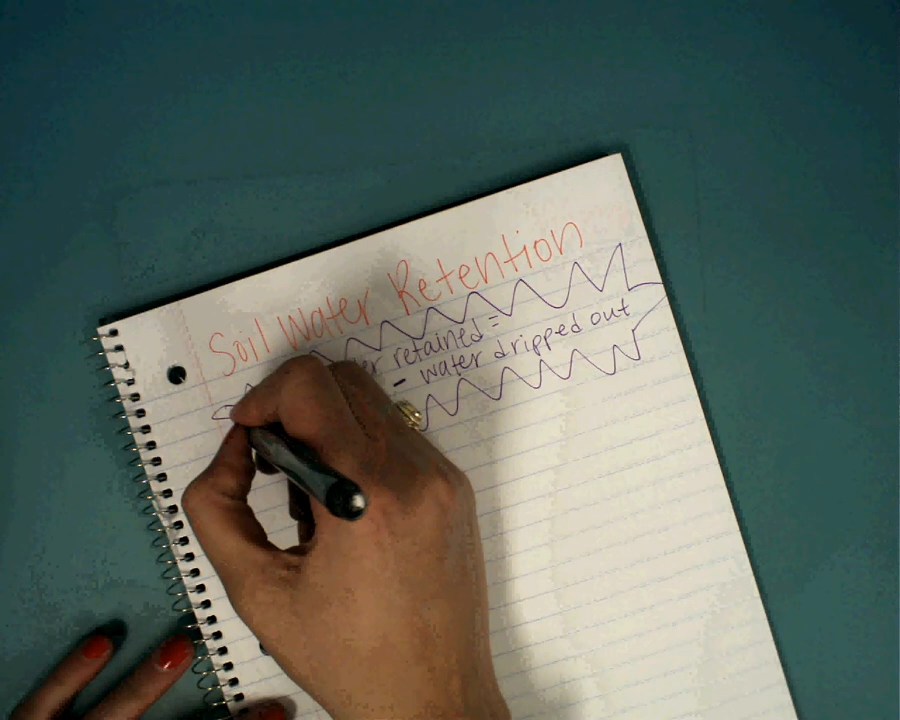 Soil Water Retention
retained =
- water dripped out